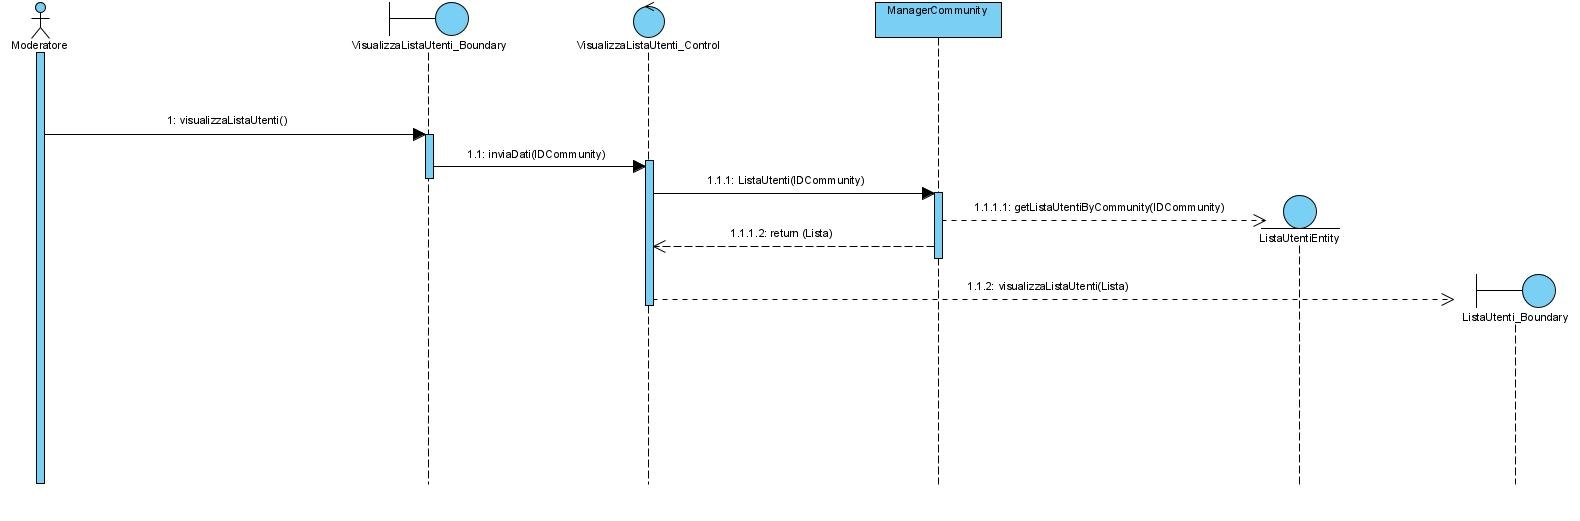 ManagerCommunity
Moderatore
VisualizzaListaUtenti_Boundary
VisualizzaListaUtenti_Control
1: visualizzaListaUtenti()
1.1: inviaDati(IDCommunity)
1.1.1: ListaUtenti(IDCommunity)
1.1.1.1: getListaUtentiByCommunity(IDCommunity)
1.1.1.2: return (Lista)
ListaUtentiEntity
1.1.2: visualizzaListaUtenti(Lista)
ListaUtenti_Boundary